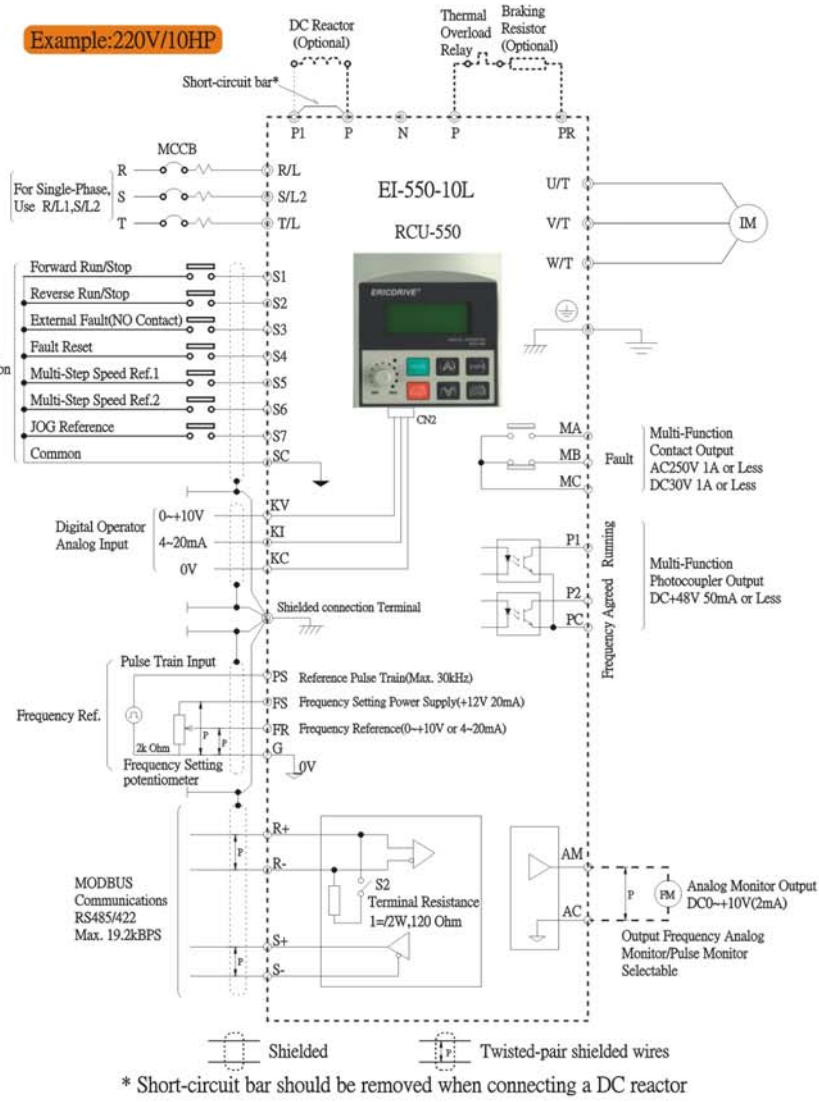 Example:220V/10HP
DC Reactor
(Optional)
Thermal
Overload
Relay
Braking
Resistor
(Optional)
Short-circuit bar*
P1
P
N
P
PR
MCCB
For Single-Phase,
Use R/L1,S/L2
R
R/L
S
S/L2
T
T/L
EI-550-10L
RCU-550
U/T
V/T
W/T
IM
ERICDRIVE
CN2
on
Forward Run/Stop
S1
Reverse Run/Stop
S2
External Fault(NO Contact)
S3
Fault Reset
S4
Multi-Step Speed Ref.1
S5
Multi-Step Speed Ref.2
S6
JOG Reference
S7
Common
SC
MA
MB
MC
Fault
Multi-Function
Contact Output
AC250V 1A or Less
DC30V 1A or Less
Digital Operator
Analog Input
0~+10V
KV
4~20mA
KI
0V
KC
P1
P2
PC
Running
Frequency Agreed
Multi-Function
Photocoupler Output
DC+48V 50mA or Less
Shielded connection Terminal
Frequency Ref.
Pulse Train Input
PS Reference Pulse Train(Max. 30kHz)
FS Frequency Setting Power Supply(+12V 20mA)
FR Frequency Reference(0~+10V or 4~20mA)
G
0V
P
P
2k Ohm
Frequency Setting
potentiometer
MODBUS
Communications
RS485/422
Max. 19.2kBPS
R+
P
R-
S+
P
S-
S2
Terminal Resistance
1=/2W,120 Ohm
AM
AC
P
FM
Analog Monitor Output
DC0~+10V(2mA)
Output Frequency Analog
Monitor/Pulse Monitor
Selectable
Shielded
P
Twisted-pair shielded wires
* Short-circuit bar should be removed when connecting a DC reactor